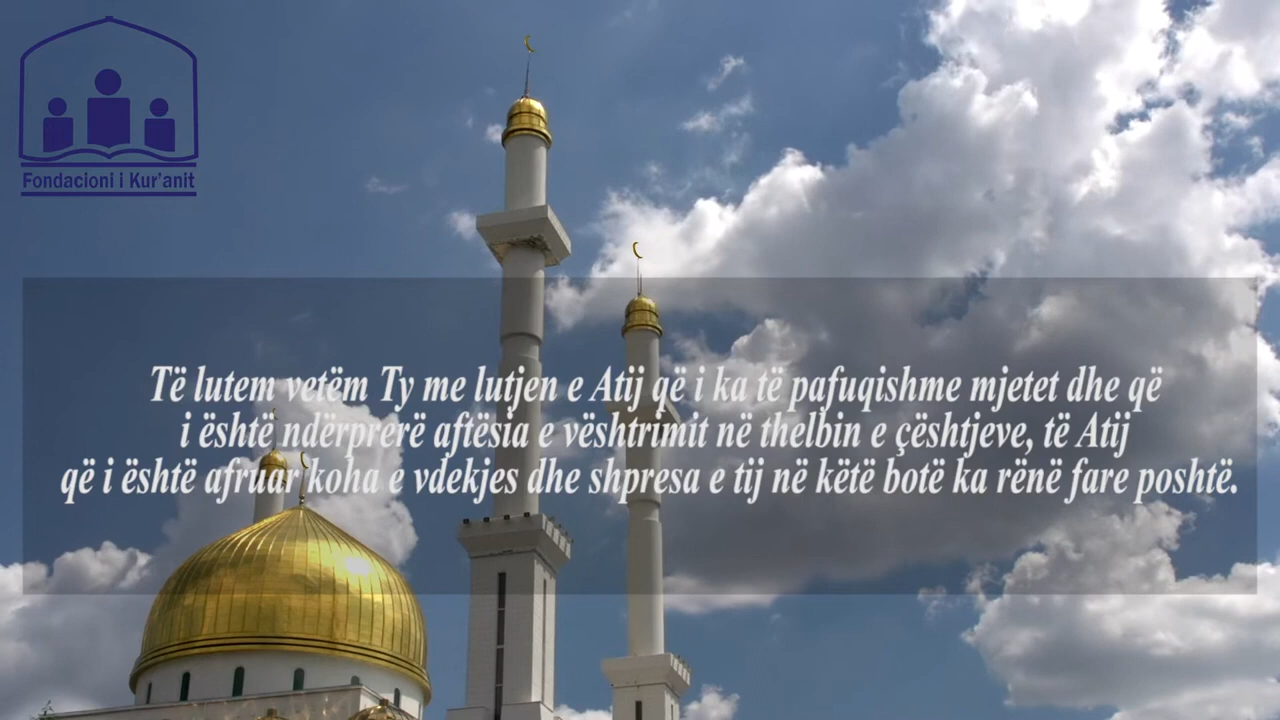 Fondacioni i Kur'anit
Të lutem vetëm Ty me lutjen e Atij që i ka të pafuqishme mjetet dhe që
i është ndërprerë aftësia e vështrimit në thelbin e çështjeve, të Atij
që i është afruar koha e vdekjes dhe shpresa e tij në këtë botë ka rënë fare poshtë.